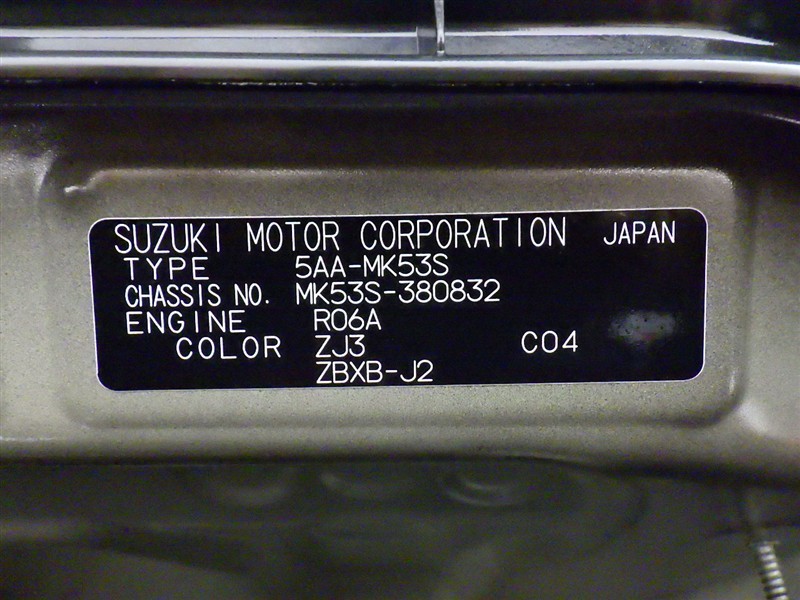 SUZUKI MOTOR CORPORATION JAPAN
TYPE 5AA-MK53S
CHASSIS NO. MK53S-380832
ENGINE R06A
COLOR ZJ3 C04
ZBXB-J2